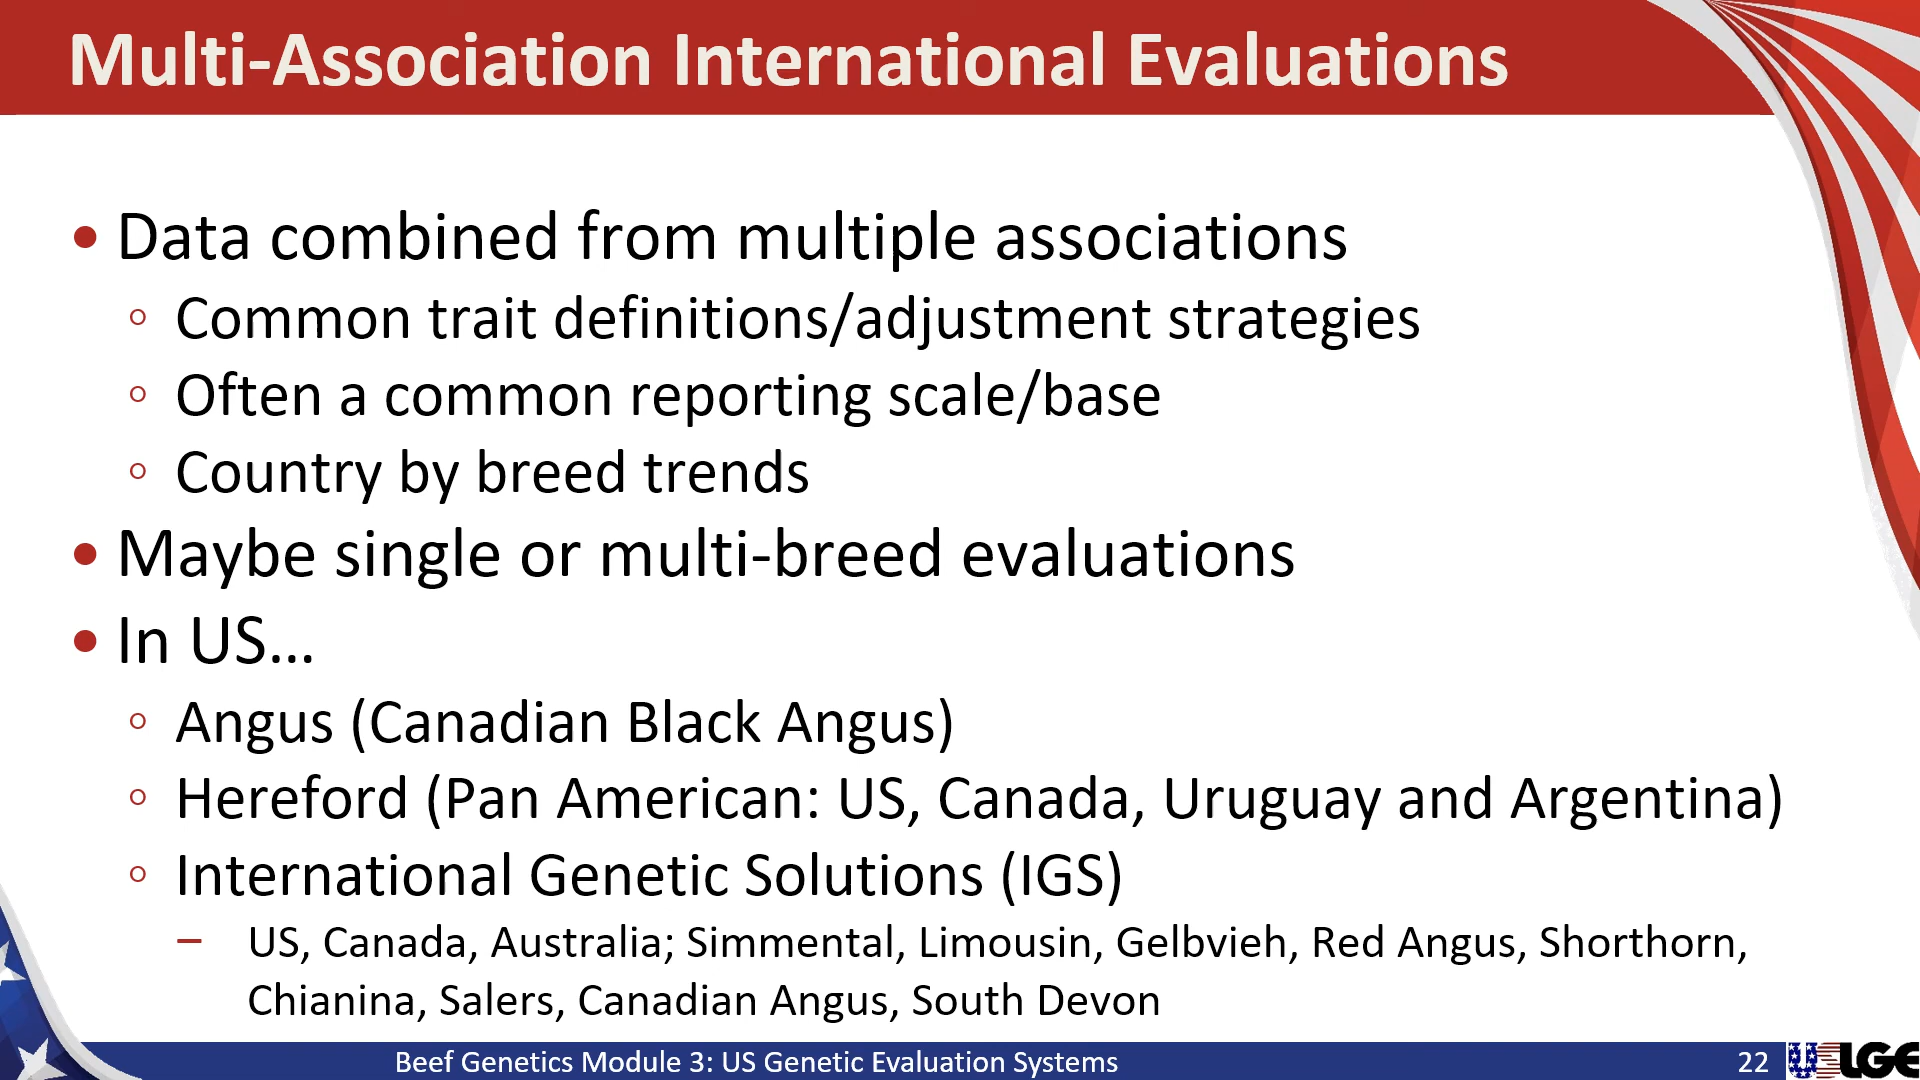 Multi-Association International Evaluations
• Data combined from multiple associations
◦ Common trait definitions/adjustment strategies
◦ Often a common reporting scale/base
◦ Country by breed trends
• Maybe single or multi-breed evaluations
• In US...
◦ Angus (Canadian Black Angus)
◦ Hereford (Pan American: US, Canada, Uruguay and Argentina)
◦ International Genetic Solutions (IGS)
– US, Canada, Australia; Simmental, Limousin, Gelbvieh, Red Angus, Shorthorn,
Chianina, Salers, Canadian Angus, South Devon
Beef Genetics Module 3: US Genetic Evaluation Systems
22
USLGE